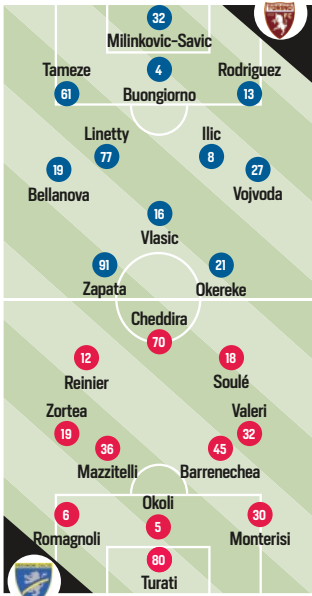 TORINO FC
32
Milinkovic-Savic
Tameze 4 Rodriguez
61 Buongiorno 13
Linetty Ilic
77 8
19 27
Bellanova Vojvoda
16
Vlasic
91 21
Zapata Okereke
Cheddira
70
12 18
Reinier Soulé
Zortea Valeri
19 32
36 45
Mazzitelli Barrenechea
Okoli
6 5 30
Romagnoli Monterisi
80
Turati